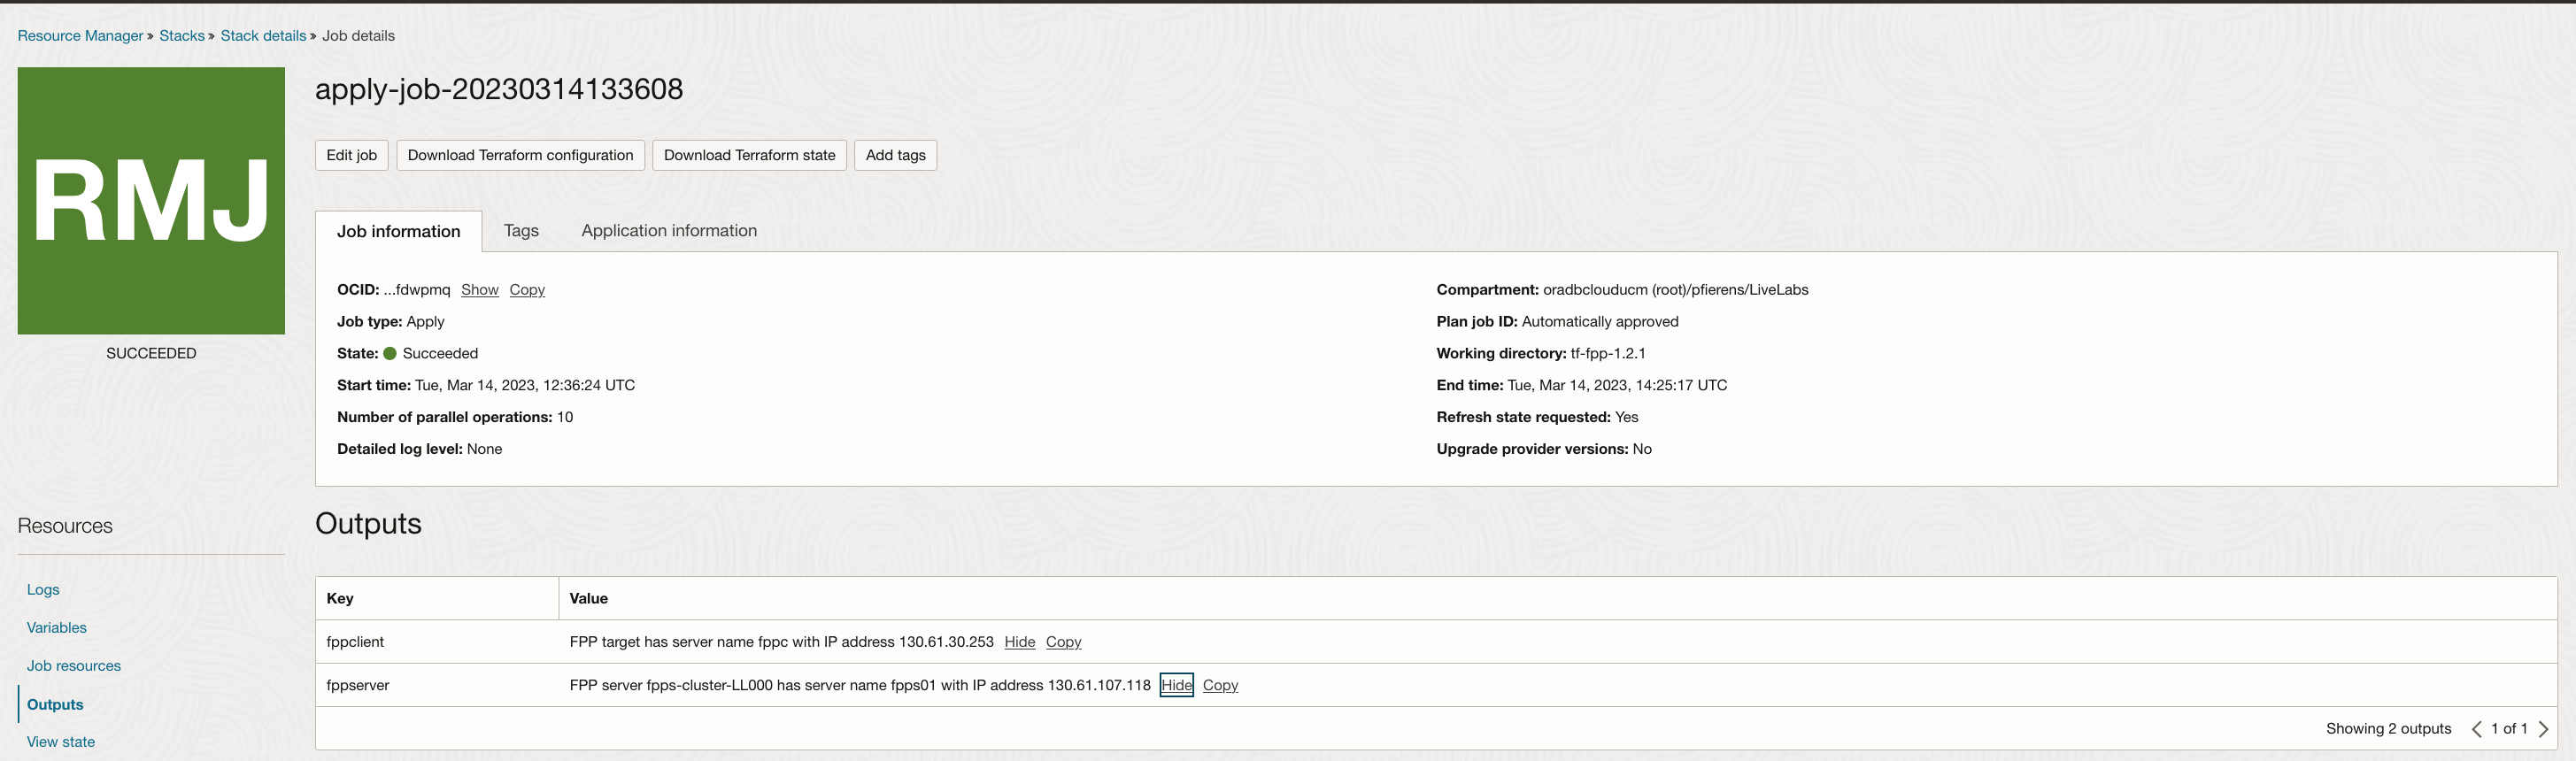 Resource Manager » Stacks » Stack details » Job details
RMJ
SUCCEEDED
apply-job-20230314133608
Edit job Download Terraform configuration Download Terraform state Add tags
Job information Tags Application information
OCID: ...fdwpmq Show Copy
Job type: Apply
State: Succeeded
Start time: Tue, Mar 14, 2023, 12:36:24 UTC
Number of parallel operations: 10
Detailed log level: None
Compartment: oradbclouducm (root)/pfierens/LiveLabs
Plan job ID: Automatically approved
Working directory: tf-fpp-1.2.1
End time: Tue, Mar 14, 2023, 14:25:17 UTC
Refresh state requested: Yes
Upgrade provider versions: No
Resources
Logs
Variables
Job resources
Outputs
View state
Outputs
Key Value
fppclient FPP target has server name fppc with IP address 130.61.30.253 Hide Copy
fppserver FPP server fpps-cluster-LL000 has server name fpps01 with IP address 130.61.107.118 Hide Copy
Showing 2 outputs 1 of 1